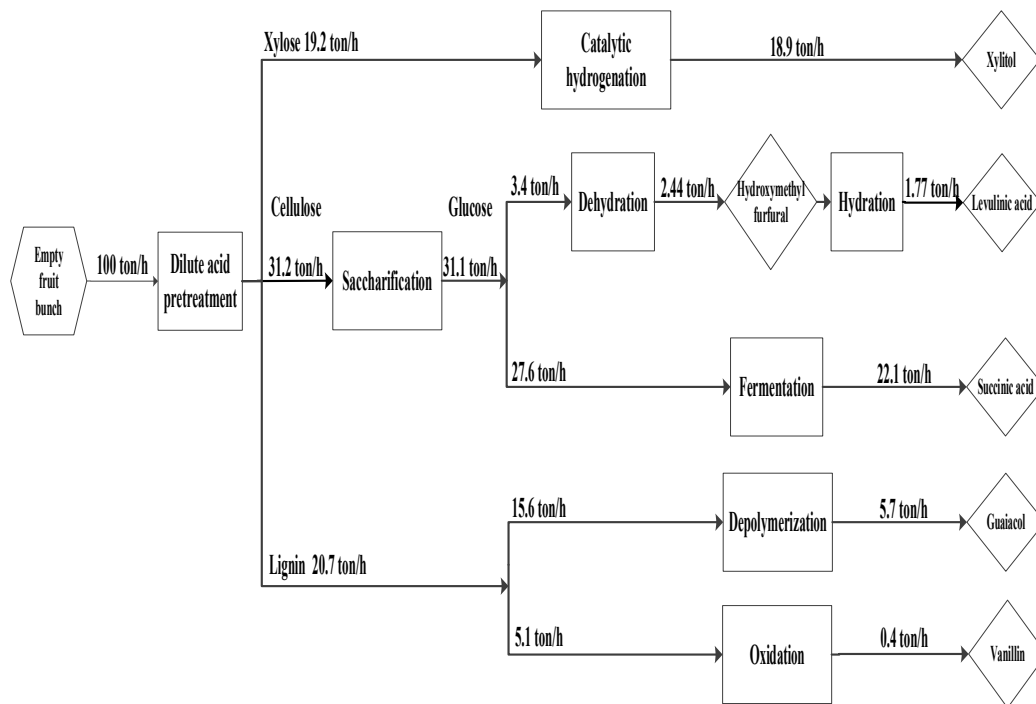 Xylose 19.2 ton/h
Catalytic
hydrogenation
18.9 ton/h
Xylitol
Cellulose
Glucose
3.4 ton/h
Dehydration
2.44 ton/h
Hydroxymethyl
furfural
Hydration
1.77 ton/h
Levulinic acid
Empty
fruit
bunch
100 ton/h
Dilute acid
pretreatment
31.2 ton/h
Saccharification
31.1 ton/h
27.6 ton/h
Fermentation
22.1 ton/h
Succinic acid
15.6 ton/h
Depolymerization
5.7 ton/h
Guaiacol
Lignin 20.7 ton/h
5.1 ton/h
Oxidation
0.4 ton/h
Vanillin